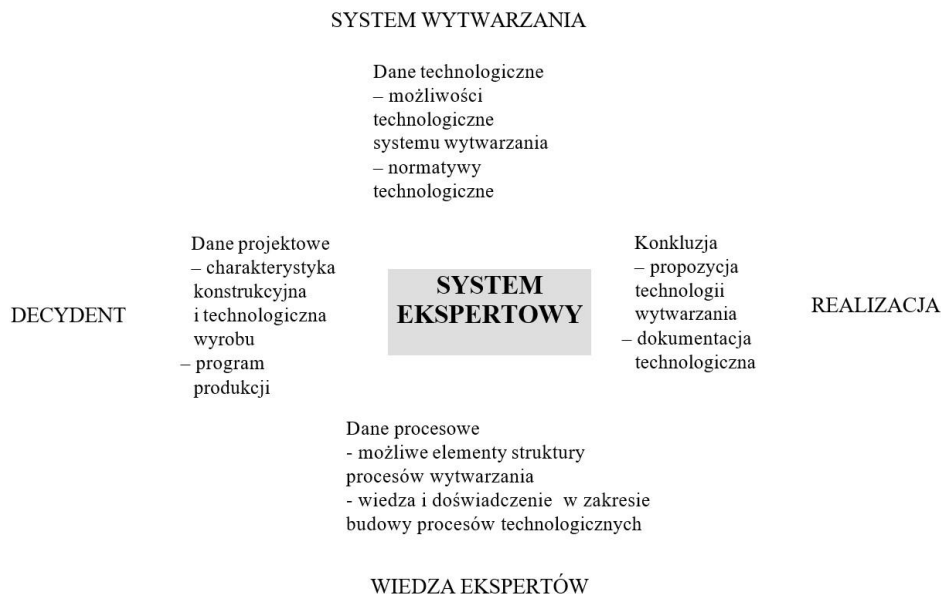 SYSTEM WYTWARZANIA
Dane technologiczne
– możliwości
technologiczne
systemu wytwarzania
– normatywy
technologiczne
DECYDENT
Dane projektowe
– charakterystyka
konstrukcyjna
i technologiczna
wyrobu
– program
produkcji
SYSTEM
EKSPERTOWY
Konkluzja
– propozycja
technologii
wytwarzania
– dokumentacja
technologiczna
REALIZACJA
Dane procesowe
- możliwe elementy struktury
procesów wytwarzania
- wiedza i doświadczenie w zakresie
budowy procesów technologicznych
WIEDZA EKSPERTÓW